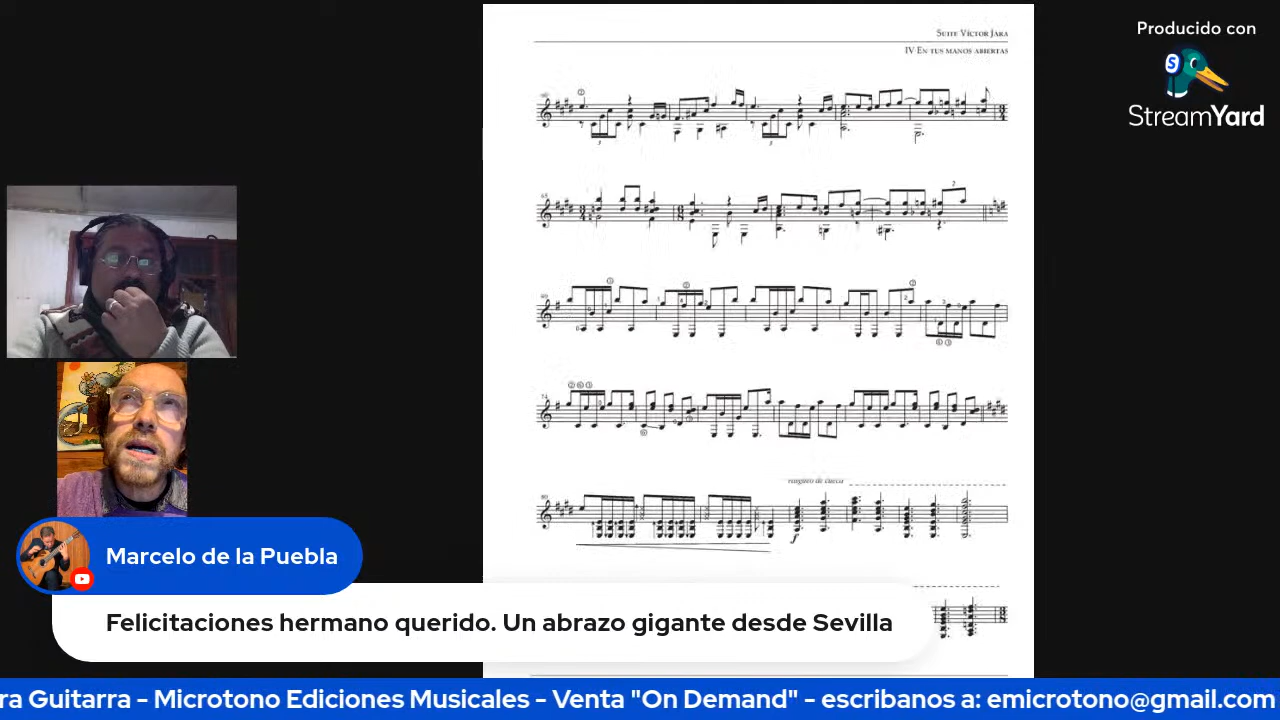 Producido con
StreamYard
SUITE VÍCTOR JARA
IV EN TUS MANOS ABIERTAS
rasgueo de cueca
Marcelo de la Puebla
Felicitaciones hermano querido. Un abrazo gigante desde Sevilla
ra Guitarra - Microtono Ediciones Musicales - Venta "On Demand" - escribanos a: emicrotono@gmail.com